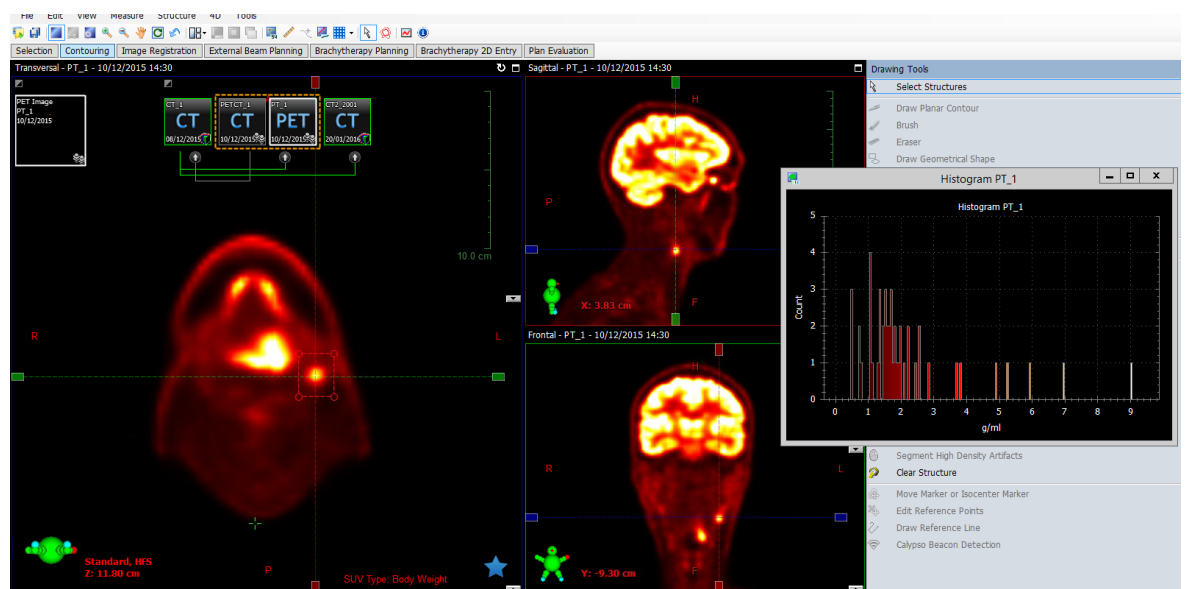 File Edit View Measure Structure 4D Tools
Selection Contouring Image Registration External Beam Planning Brachytherapy Planning Brachytherapy 2D Entry Plan Evaluation
Transversal - PT_1 - 10/12/2015 14:30
PET Image
PT_1
10/12/2015
CT_1
CT
08/12/2015
PETCT_1
CT
10/12/2015
PT_1
PET
10/12/2015
CT2_2001
CT
20/01/2016
10.0 cm
R
L
Standard, HFS
Z: 11.80 cm
P
SUV Type: Body Weight
Sagittal - PT_1 - 10/12/2015 14:30
H
P
X: 3.83 cm
F
Frontal - PT_1 - 10/12/2015 14:30
H
R
L
Y: -9.30 cm
F
Drawing Tools
Select Structures
Draw Planar Contour
Brush
Eraser
Draw Geometrical Shape
Histogram PT_1
Histogram PT_1
5
4
3
2
1
0
Count
0 1 2 3 4 5 6 7 8 9
g/ml
Segment High Density Artifacts
Clear Structure
Move Marker or Isocenter Marker
Edit Reference Points
Draw Reference Line
Calypso Beacon Detection